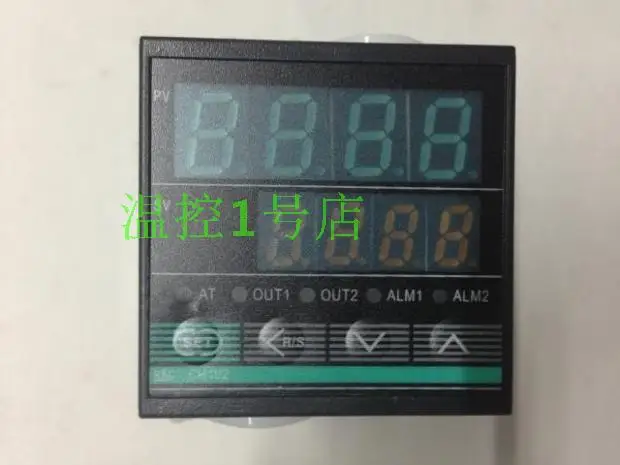 PV
温控1号店
AT OUT1 OUT2 ALM1 ALM2
SET <R/S